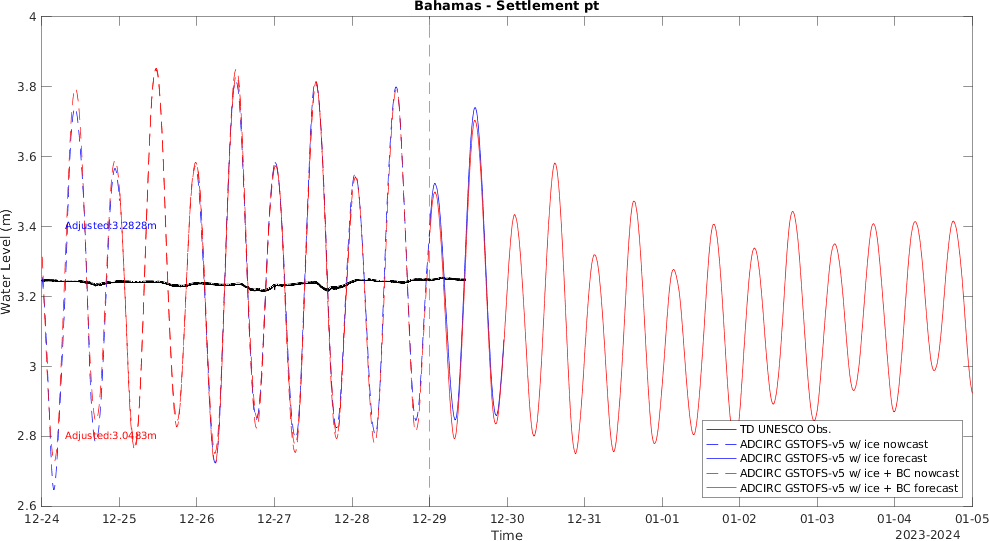 Bahamas - Settlement pt
Water Level (m)
4
3.8
3.6
3.4
3.2
3
2.8
2.6
Adjusted:3.2828m
Adjusted:3.0483m
TD UNESCO Obs.
ADCIRC GSTOFS-v5 w/ ice nowcast
ADCIRC GSTOFS-v5 w/ ice forecast
ADCIRC GSTOFS-v5 w/ ice + BC nowcast
ADCIRC GSTOFS-v5 w/ ice + BC forecast
12-24 12-25 12-26 12-27 12-28 12-29 12-30 12-31 01-01 01-02 01-03 01-04 01-05
Time
2023-2024